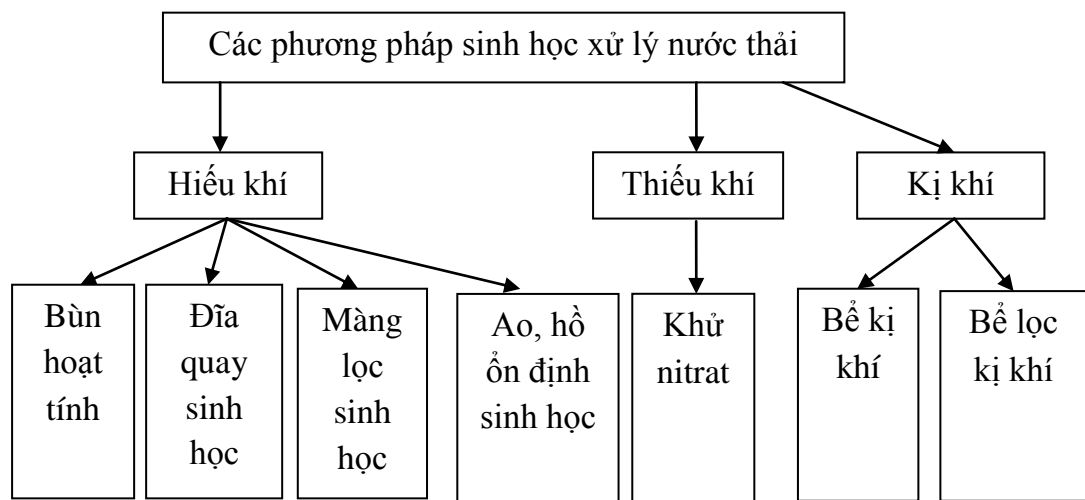 Các phương pháp sinh học xử lý nước thải
Hiếu khí
Thiếu khí
Kị khí
Bùn
hoạt
tính
Đĩa
quay
sinh
học
Màng
lọc
sinh
học
Ao, hồ
ổn định
sinh học
Khử
nitrat
Bể kị
khí
Bể lọc
kị khí